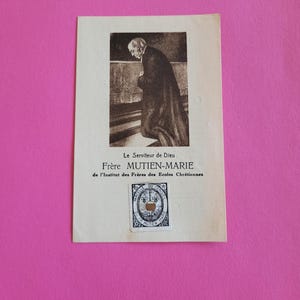 Le Serviteur de Dieu
Frère MUTIEN-MARIE
de l'Institut des Frères des Ecoles Chrétiennes